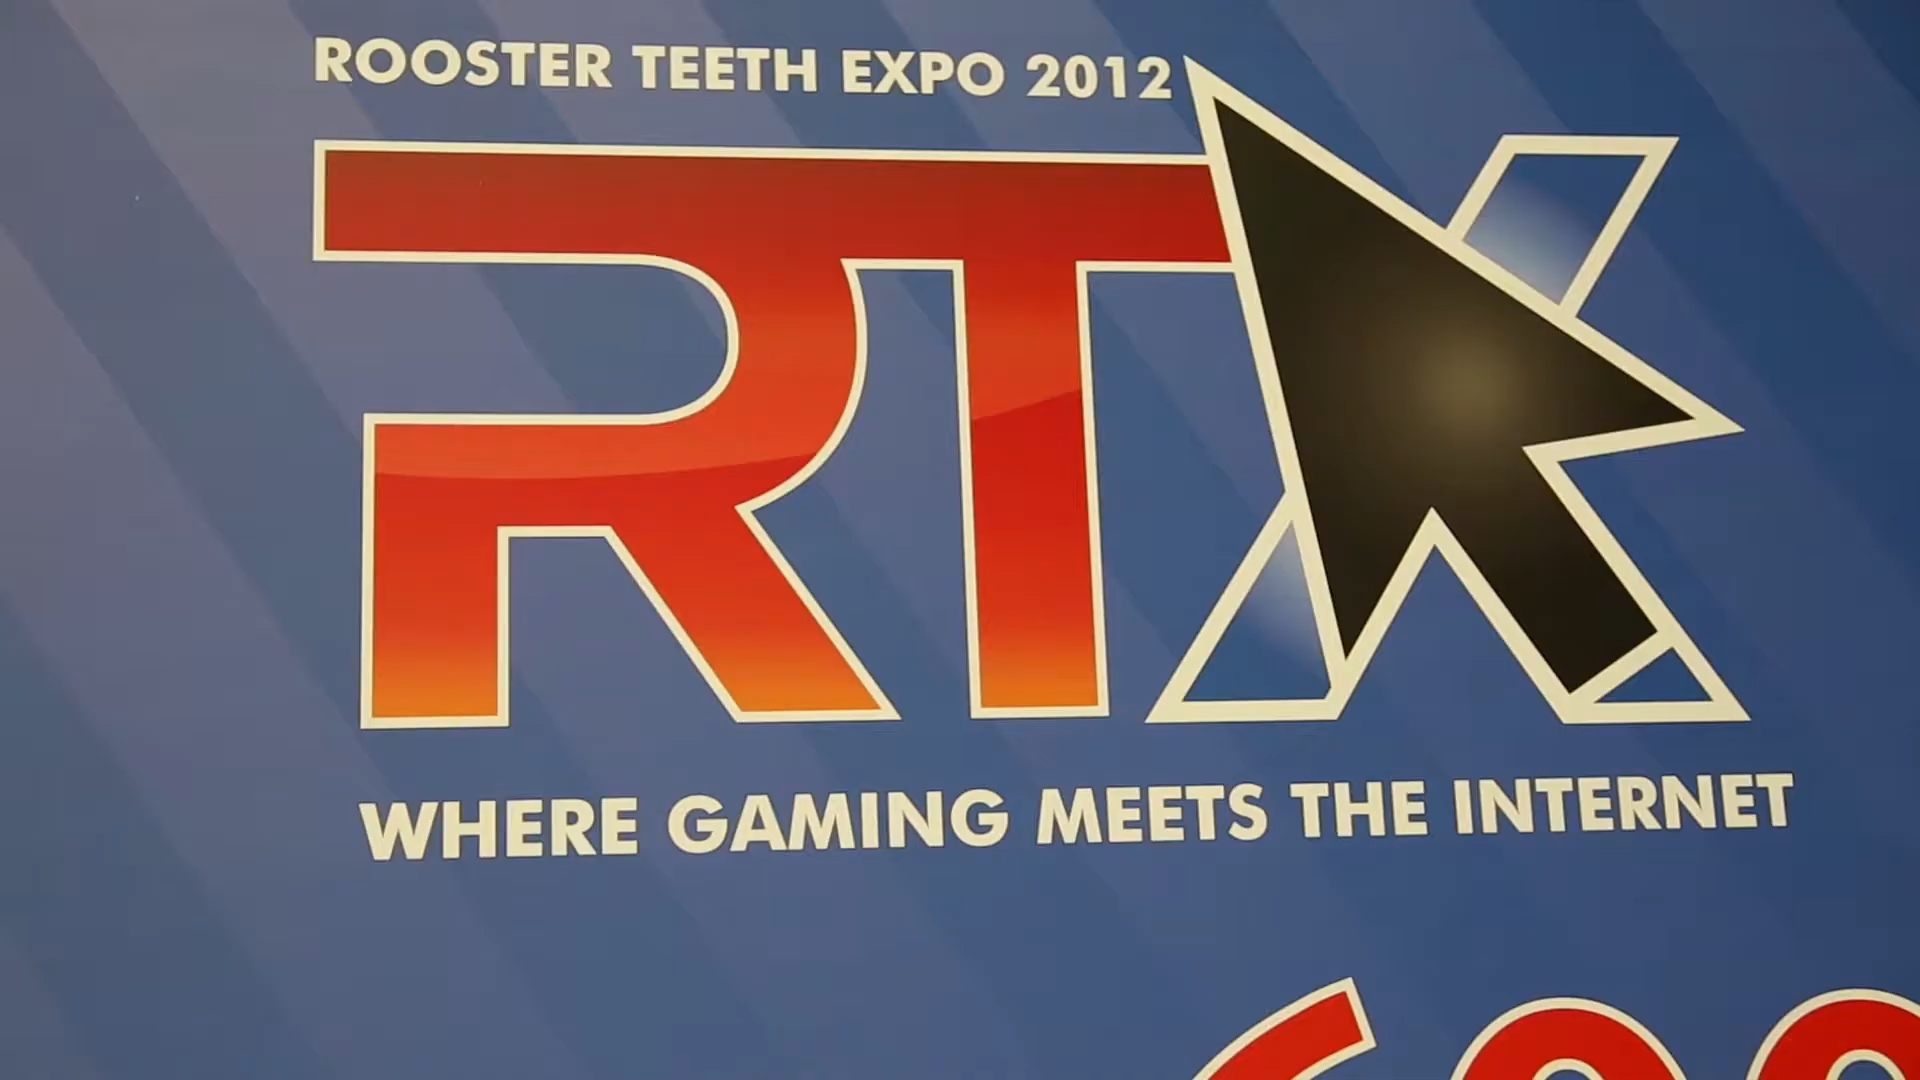 ROOSTER TEETH EXPO 2012
RTX
WHERE GAMING MEETS THE INTERNET